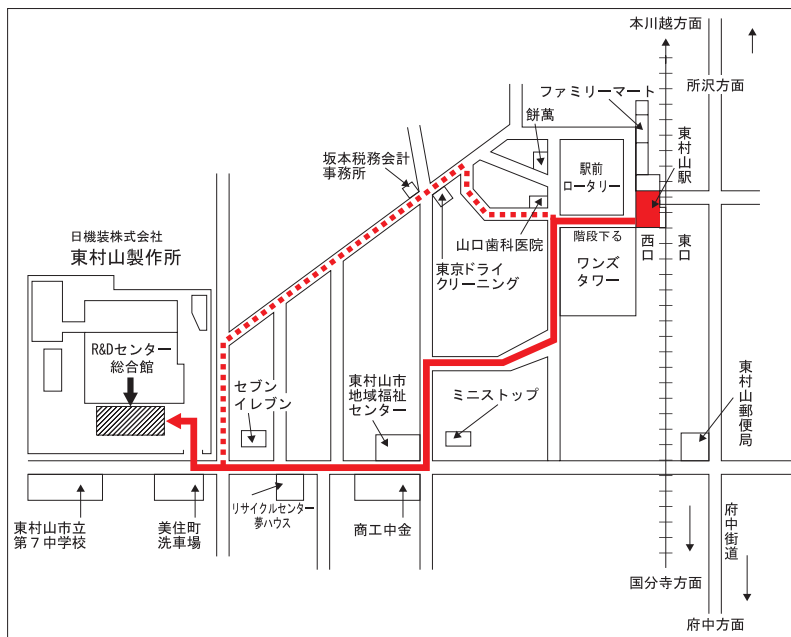 本川越方面
所沢方面
ファミリーマート
餅萬
東村山駅
坂本税務会計
事務所
駅前
ロータリー
日機装株式会社
東村山製作所
山口歯科医院
階段下る
西口
東口
東京ドライ
クリーニング
ワンズ
タワー
R&Dセンター
総合館
セブン
イレブン
東村山市
地域福祉
センター
ミニストップ
東村山郵便局
東村山市立
第7中学校
美住町
洗車場
リサイクルセンター
夢ハウス
商工中金
府中街道
国分寺方面
府中方面